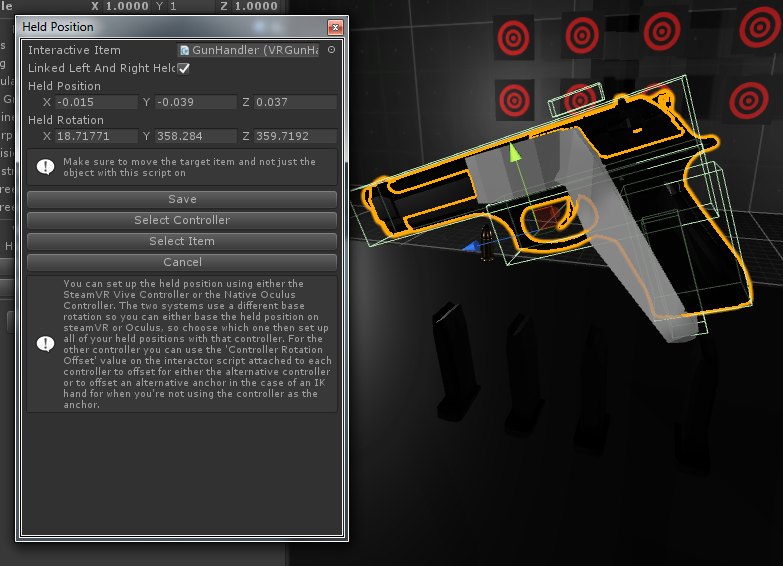 le X 1.0000 Y 1 Z 1.0000
Held Position
Interactive Item GunHandler (VRGunHa
Linked Left And Right Held
Held Position
X -0.015 Y -0.039 Z 0.037
Held Rotation
X 18.71771 Y 358.284 Z 359.7192
Make sure to move the target item and not just the
object with this script on
Save
Select Controller
Select Item
Cancel
You can set up the held position using either the
SteamVR Vive Controller or the Native Oculus
Controller. The two systems use a different base
rotation so you can either base the held position on
steamVR or Oculus, so choose which one then set up
all of your held positions with that controller. For the
other controller you can use the 'Controller Rotation
Offset' value on the interactor script attached to each
controller to offset for either the alternative controller
or to offset an alternative anchor in the case of an IK
hand for when you're not using the controller as the
anchor.